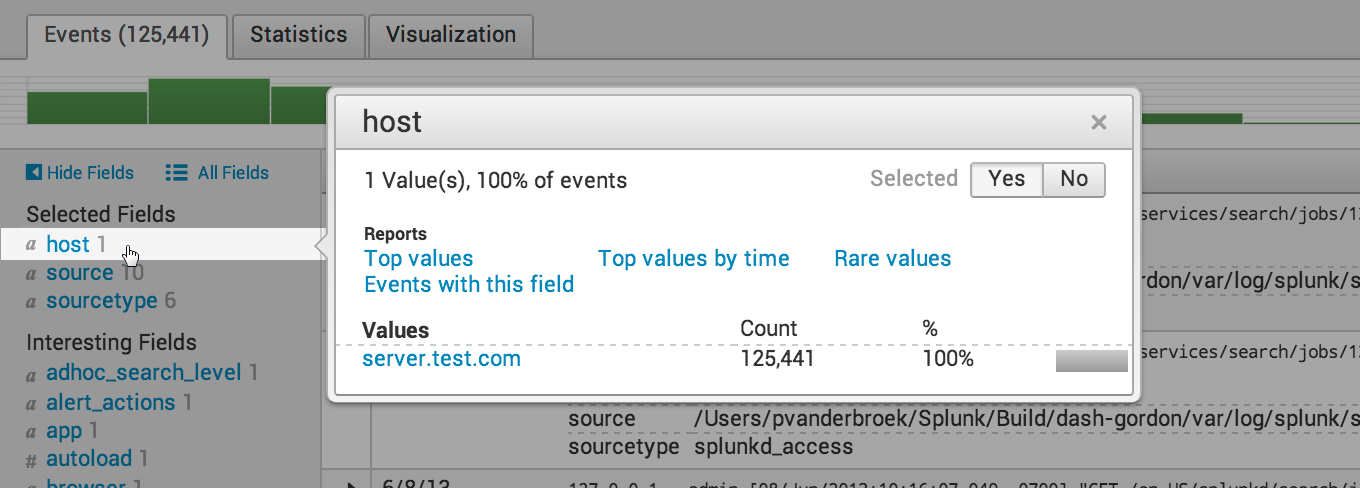 Events (125,441) Statistics Visualization
host
Hide Fields All Fields
1 Value(s), 100% of events Selected Yes No
Selected Fields
services/search/jobs/1
a host 1
Reports
Top values Top values by time Rare values
a source 10
Events with this field
don/var/log/splunk/s
a sourcetype 6
Values Count %
Interesting Fields
server.test.com 125,441 100%
services/search/jobs/1
a adhoc_search_level 1
a alert_actions 1
source /Users/pvanderbroek/Splunk/Build/dash-gordon/var/log/splunk/s
a app 1
sourcetype splunkd_access
# autoload 1
a browser 1
6/8/13